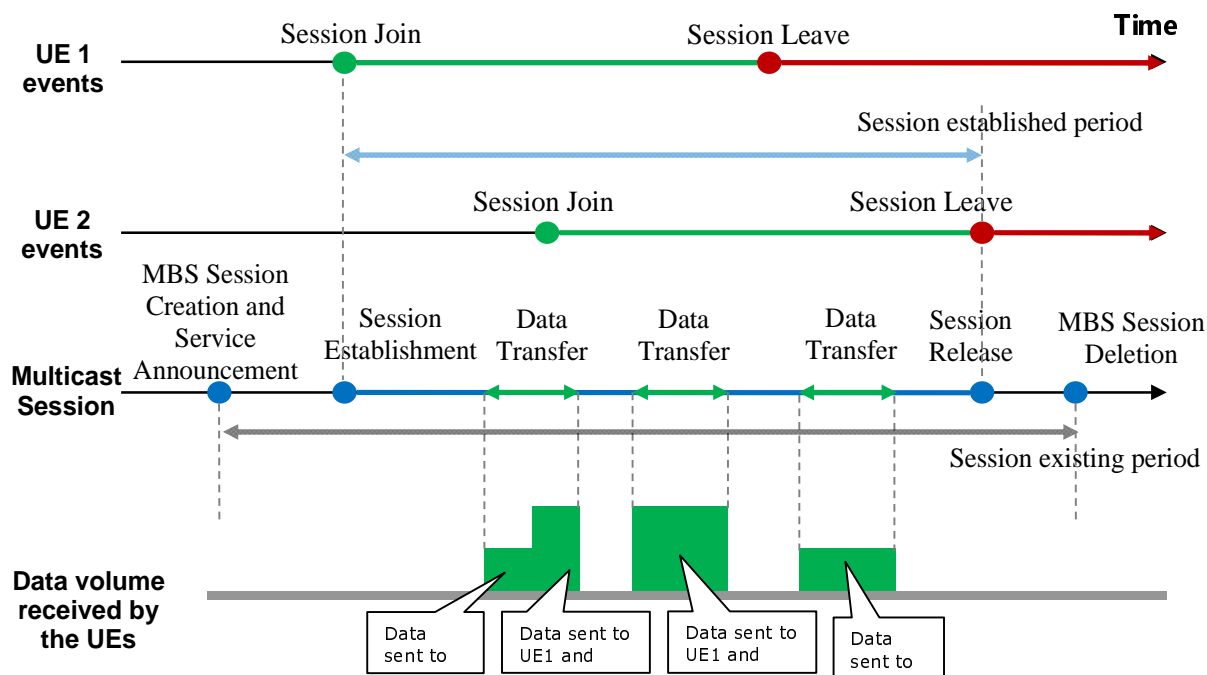 Time
Session Join
Session Leave
UE 1
events
Session established period
Session Join
Session Leave
UE 2
events
MBS Session
Creation and
Service
Announcement
Session
Establishment
Data
Transfer
Data
Transfer
Data
Transfer
Session
Release
MBS Session
Deletion
Multicast
Session
Session existing period
Data volume
received by
the UEs
Data
sent to
Data sent to
UE1 and
Data sent to
UE1 and
Data
sent to